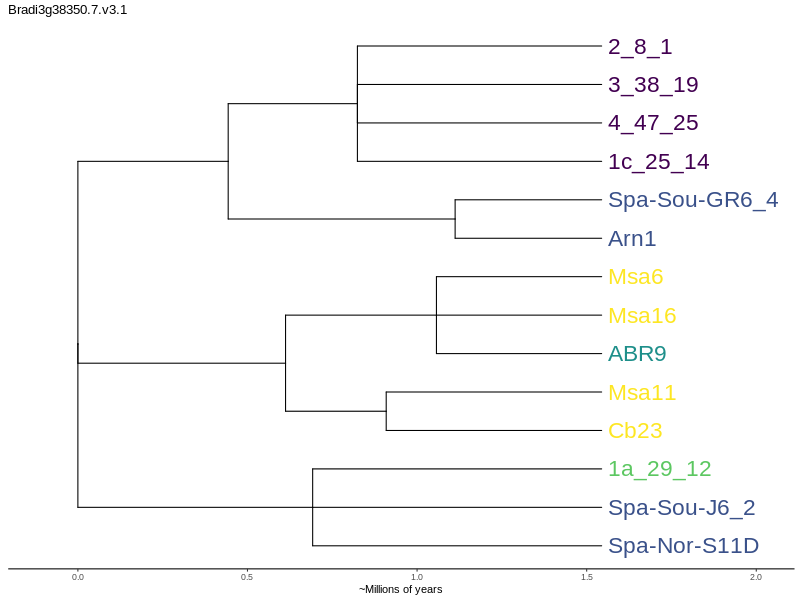 Bradi3g38350.7.v3.1
2_8_1
3_38_19
4_47_25
1c_25_14
Spa-Sou-GR6_4
Arn1
Msa6
Msa16
ABR9
Msa11
Cb23
1a_29_12
Spa-Sou-J6_2
Spa-Nor-S11D
0.0 0.5 1.0 1.5 2.0
~Millions of years